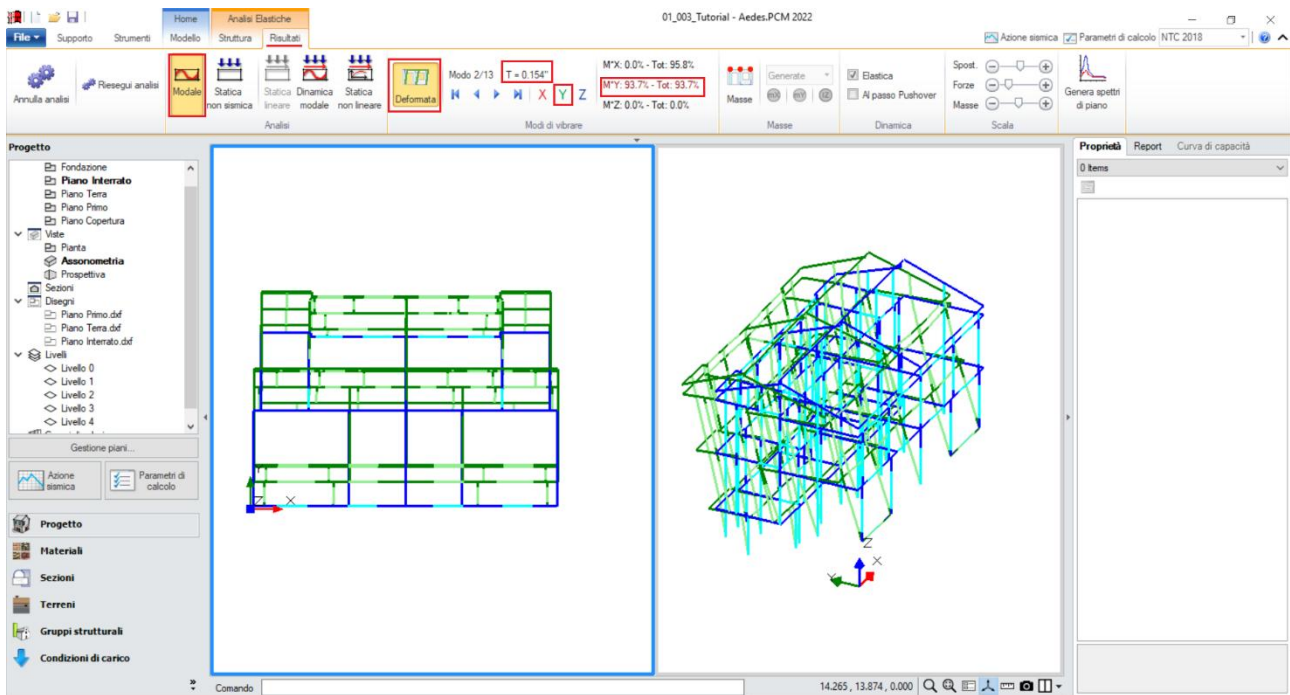 01_003_Tutorial - Aedes.PCM 2022
Home
Analisi Elastiche
File
Supporto
Strumenti
Modello
Struttura
Risultati
Azione sismica
Parametri di calcolo
NTC 2018
Annulla analisi
Riesegui analisi
Modale
Statica
non sismica
Statica
lineare
Dinamica
modale
Statica
non lineare
Analisi
Deformata
Modo 2/13
T = 0.154"
X
Y
Z
M*X: 0.0% - Tot: 95.8%
M*Y: 93.7% - Tot: 93.7%
M*Z: 0.0% - Tot: 0.0%
Modi di vibrare
Masse
Generate
Masse
Elastica
Al passo Pushover
Dinamica
Spost.
Forze
Masse
Scala
Genera spettri
di piano
Progetto
Fondazione
Piano Interrato
Piano Terra
Piano Primo
Piano Copertura
Viste
Pianta
Assonometria
Prospettiva
Sezioni
Disegni
Piano Primo.dxf
Piano Terra.dxf
Piano Interrato.dxf
Livelli
Livello 0
Livello 1
Livello 2
Livello 3
Livello 4
Gestione piani...
Azione
sismica
Parametri di
calcolo
Progetto
Materiali
Sezioni
Terreni
Gruppi strutturali
Condizioni di carico
Z
X
Z
X
Y
Proprietà
Report
Curva di capacità
0 Items
Comando
14.265 , 13.874 , 0.000